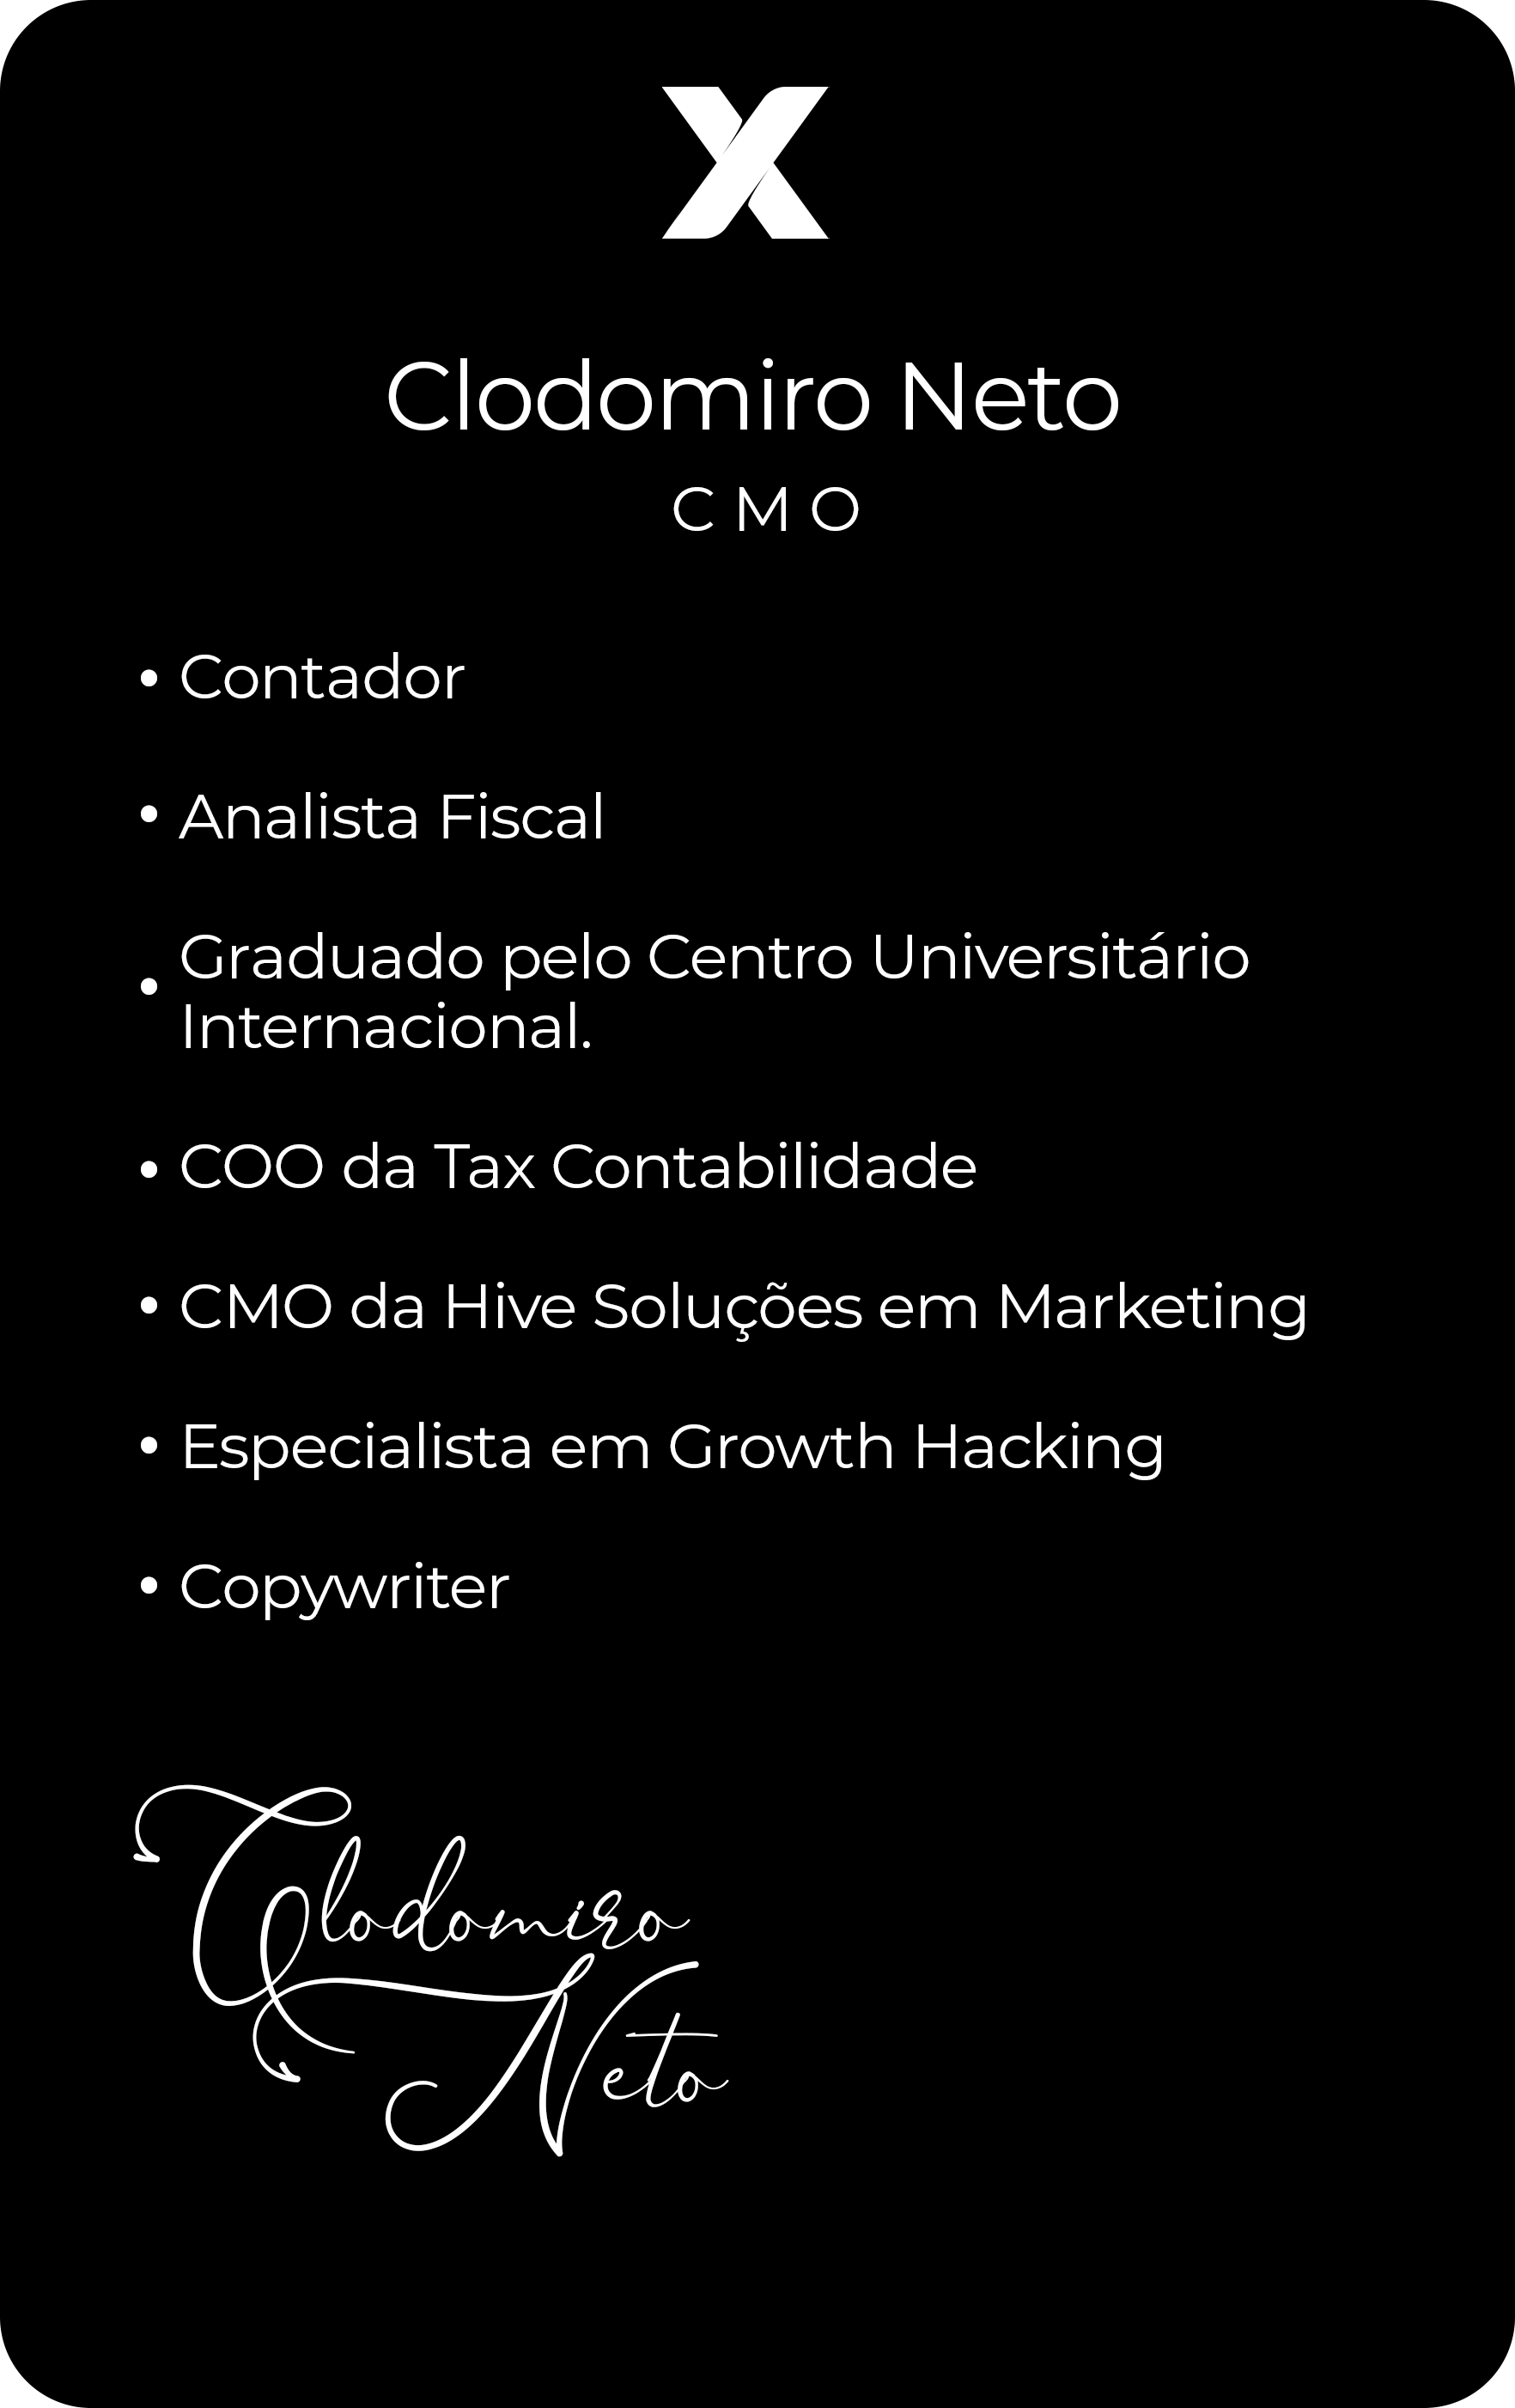 X
Clodomiro Neto
CMO
• Contador
• Analista Fiscal
• Graduado pelo Centro Universitário
Internacional.
• COO da Tax Contabilidade
• CMO da Hive Soluções em Marketing
• Especialista em Growth Hacking
• Copywriter
Clodomiro
Neto